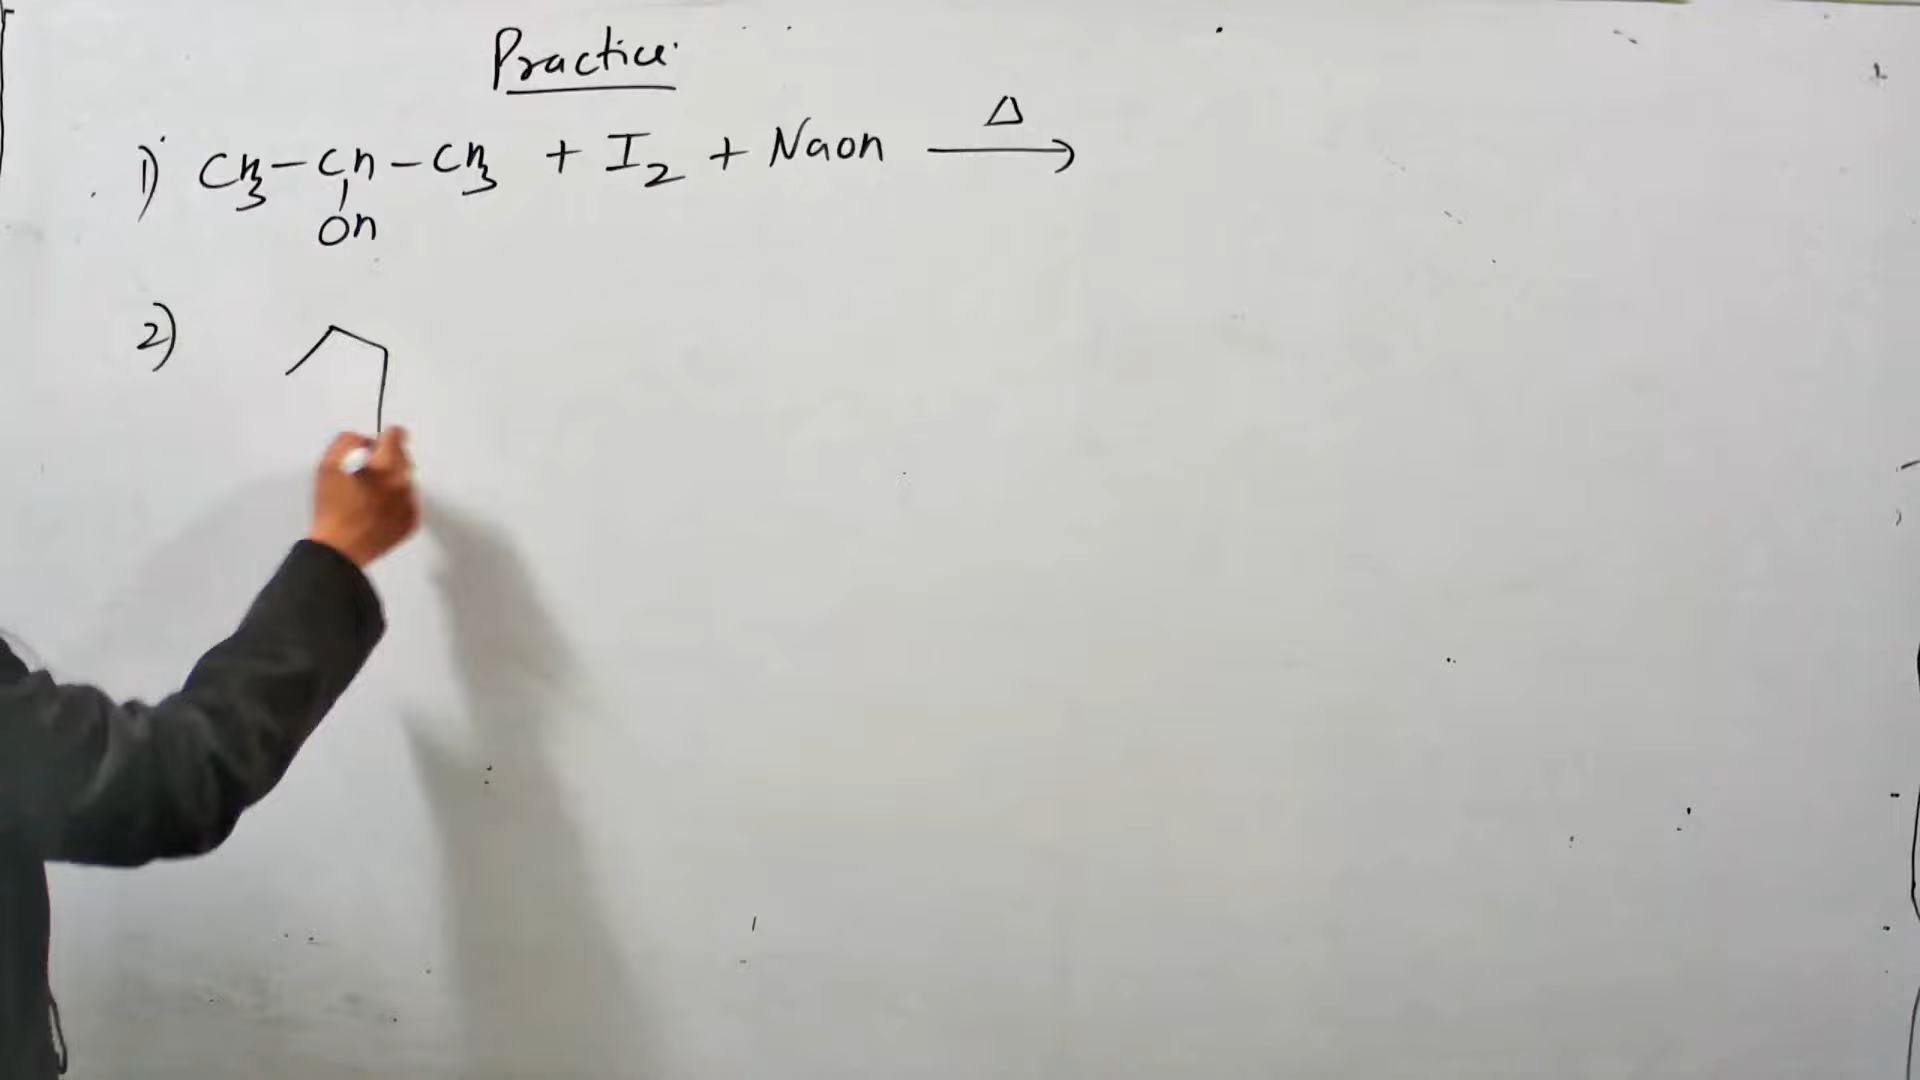 Practice
1) CH3-CH-CH3 + I2 + NaOH Δ→
OH
2)